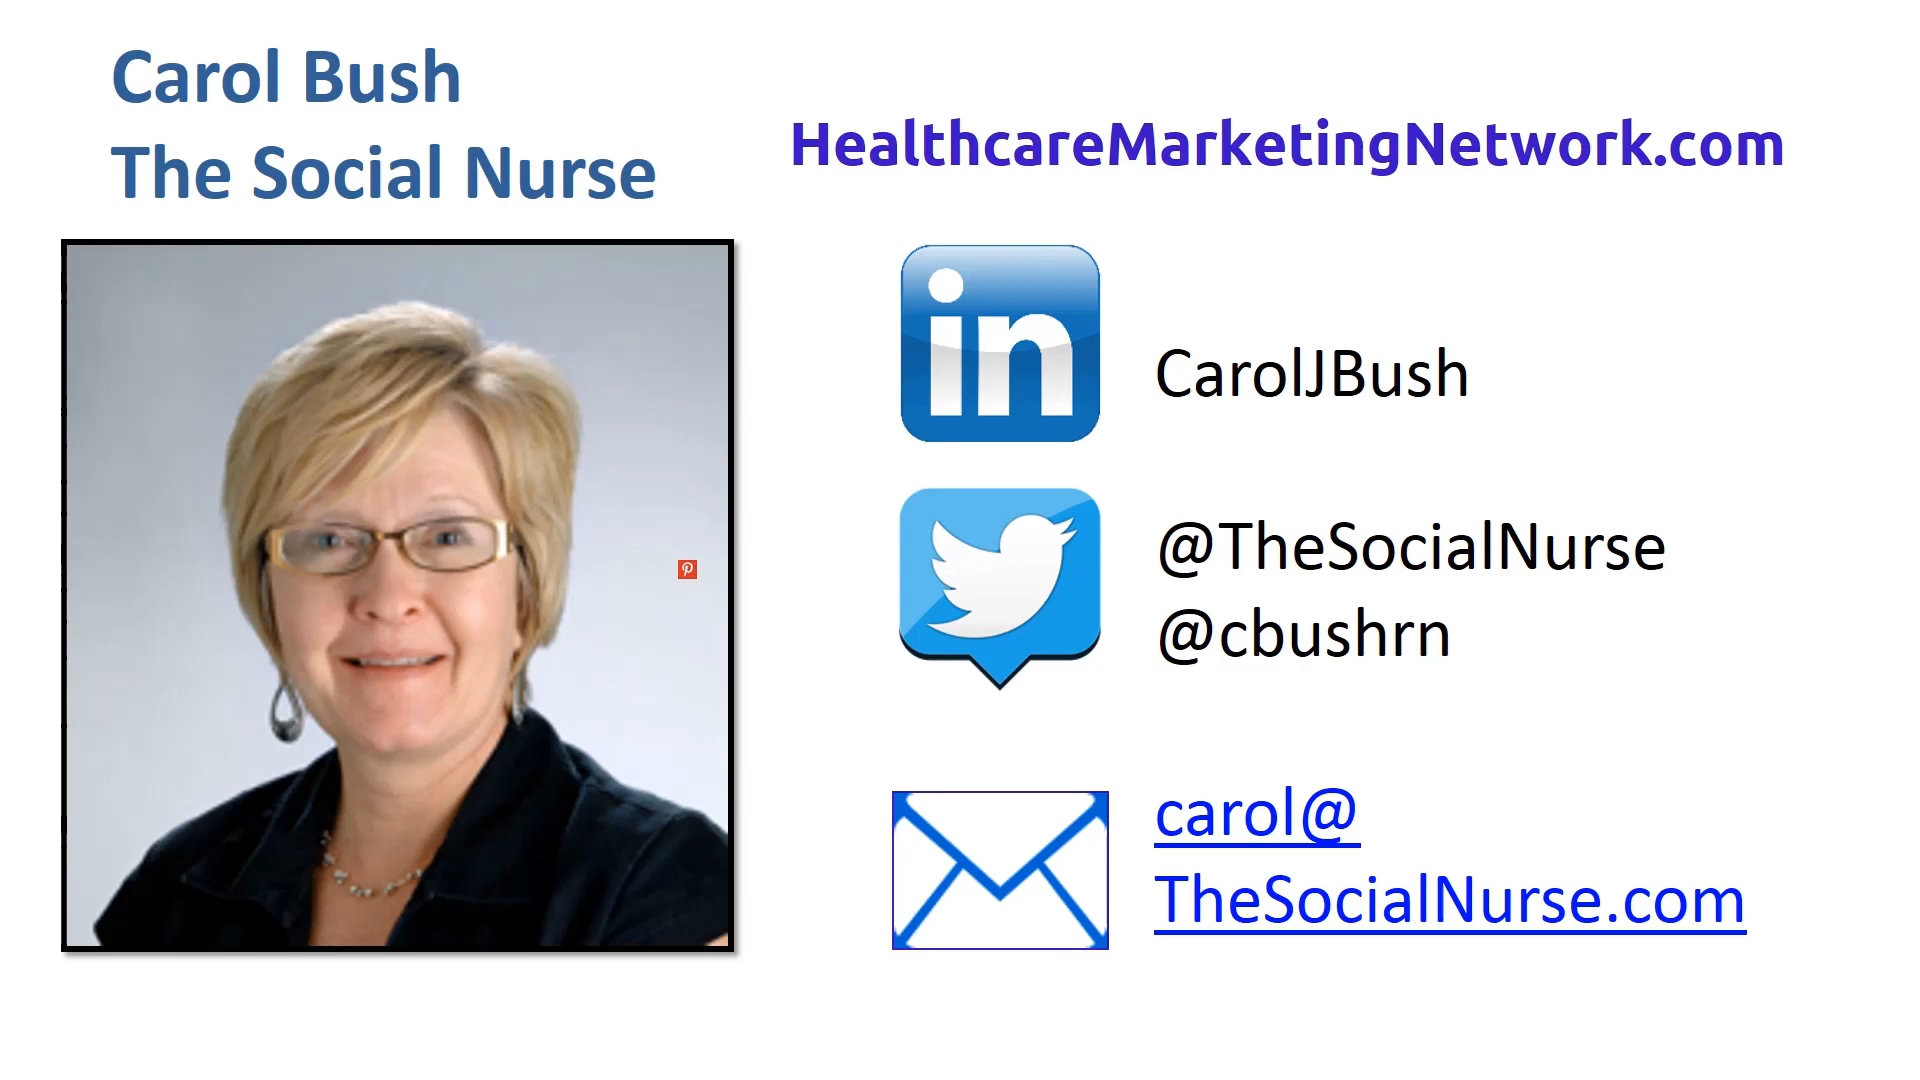 Carol Bush
The Social Nurse
HealthcareMarketingNetwork.com
in
CarolJBush
@TheSocialNurse
@cbushrn
carol@
TheSocialNurse.com